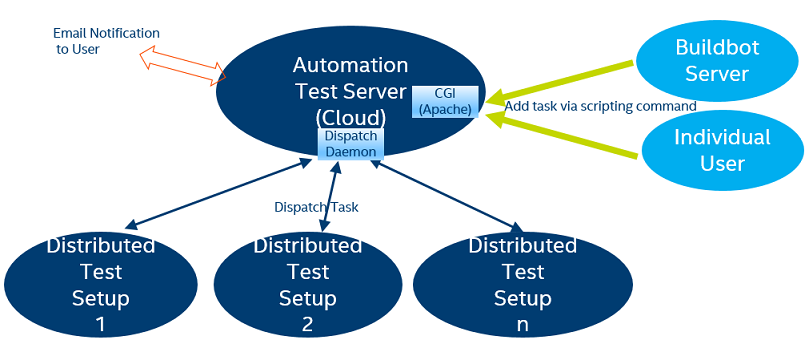 Email Notification
to User
Automation
Test Server
(Cloud)
CGI
(Apache)
Dispatch
Daemon
Buildbot
Server
Add task via scripting command
Individual
User
Dispatch Task
Distributed
Test
Setup
1
Distributed
Test
Setup
2
Distributed
Test
Setup
n